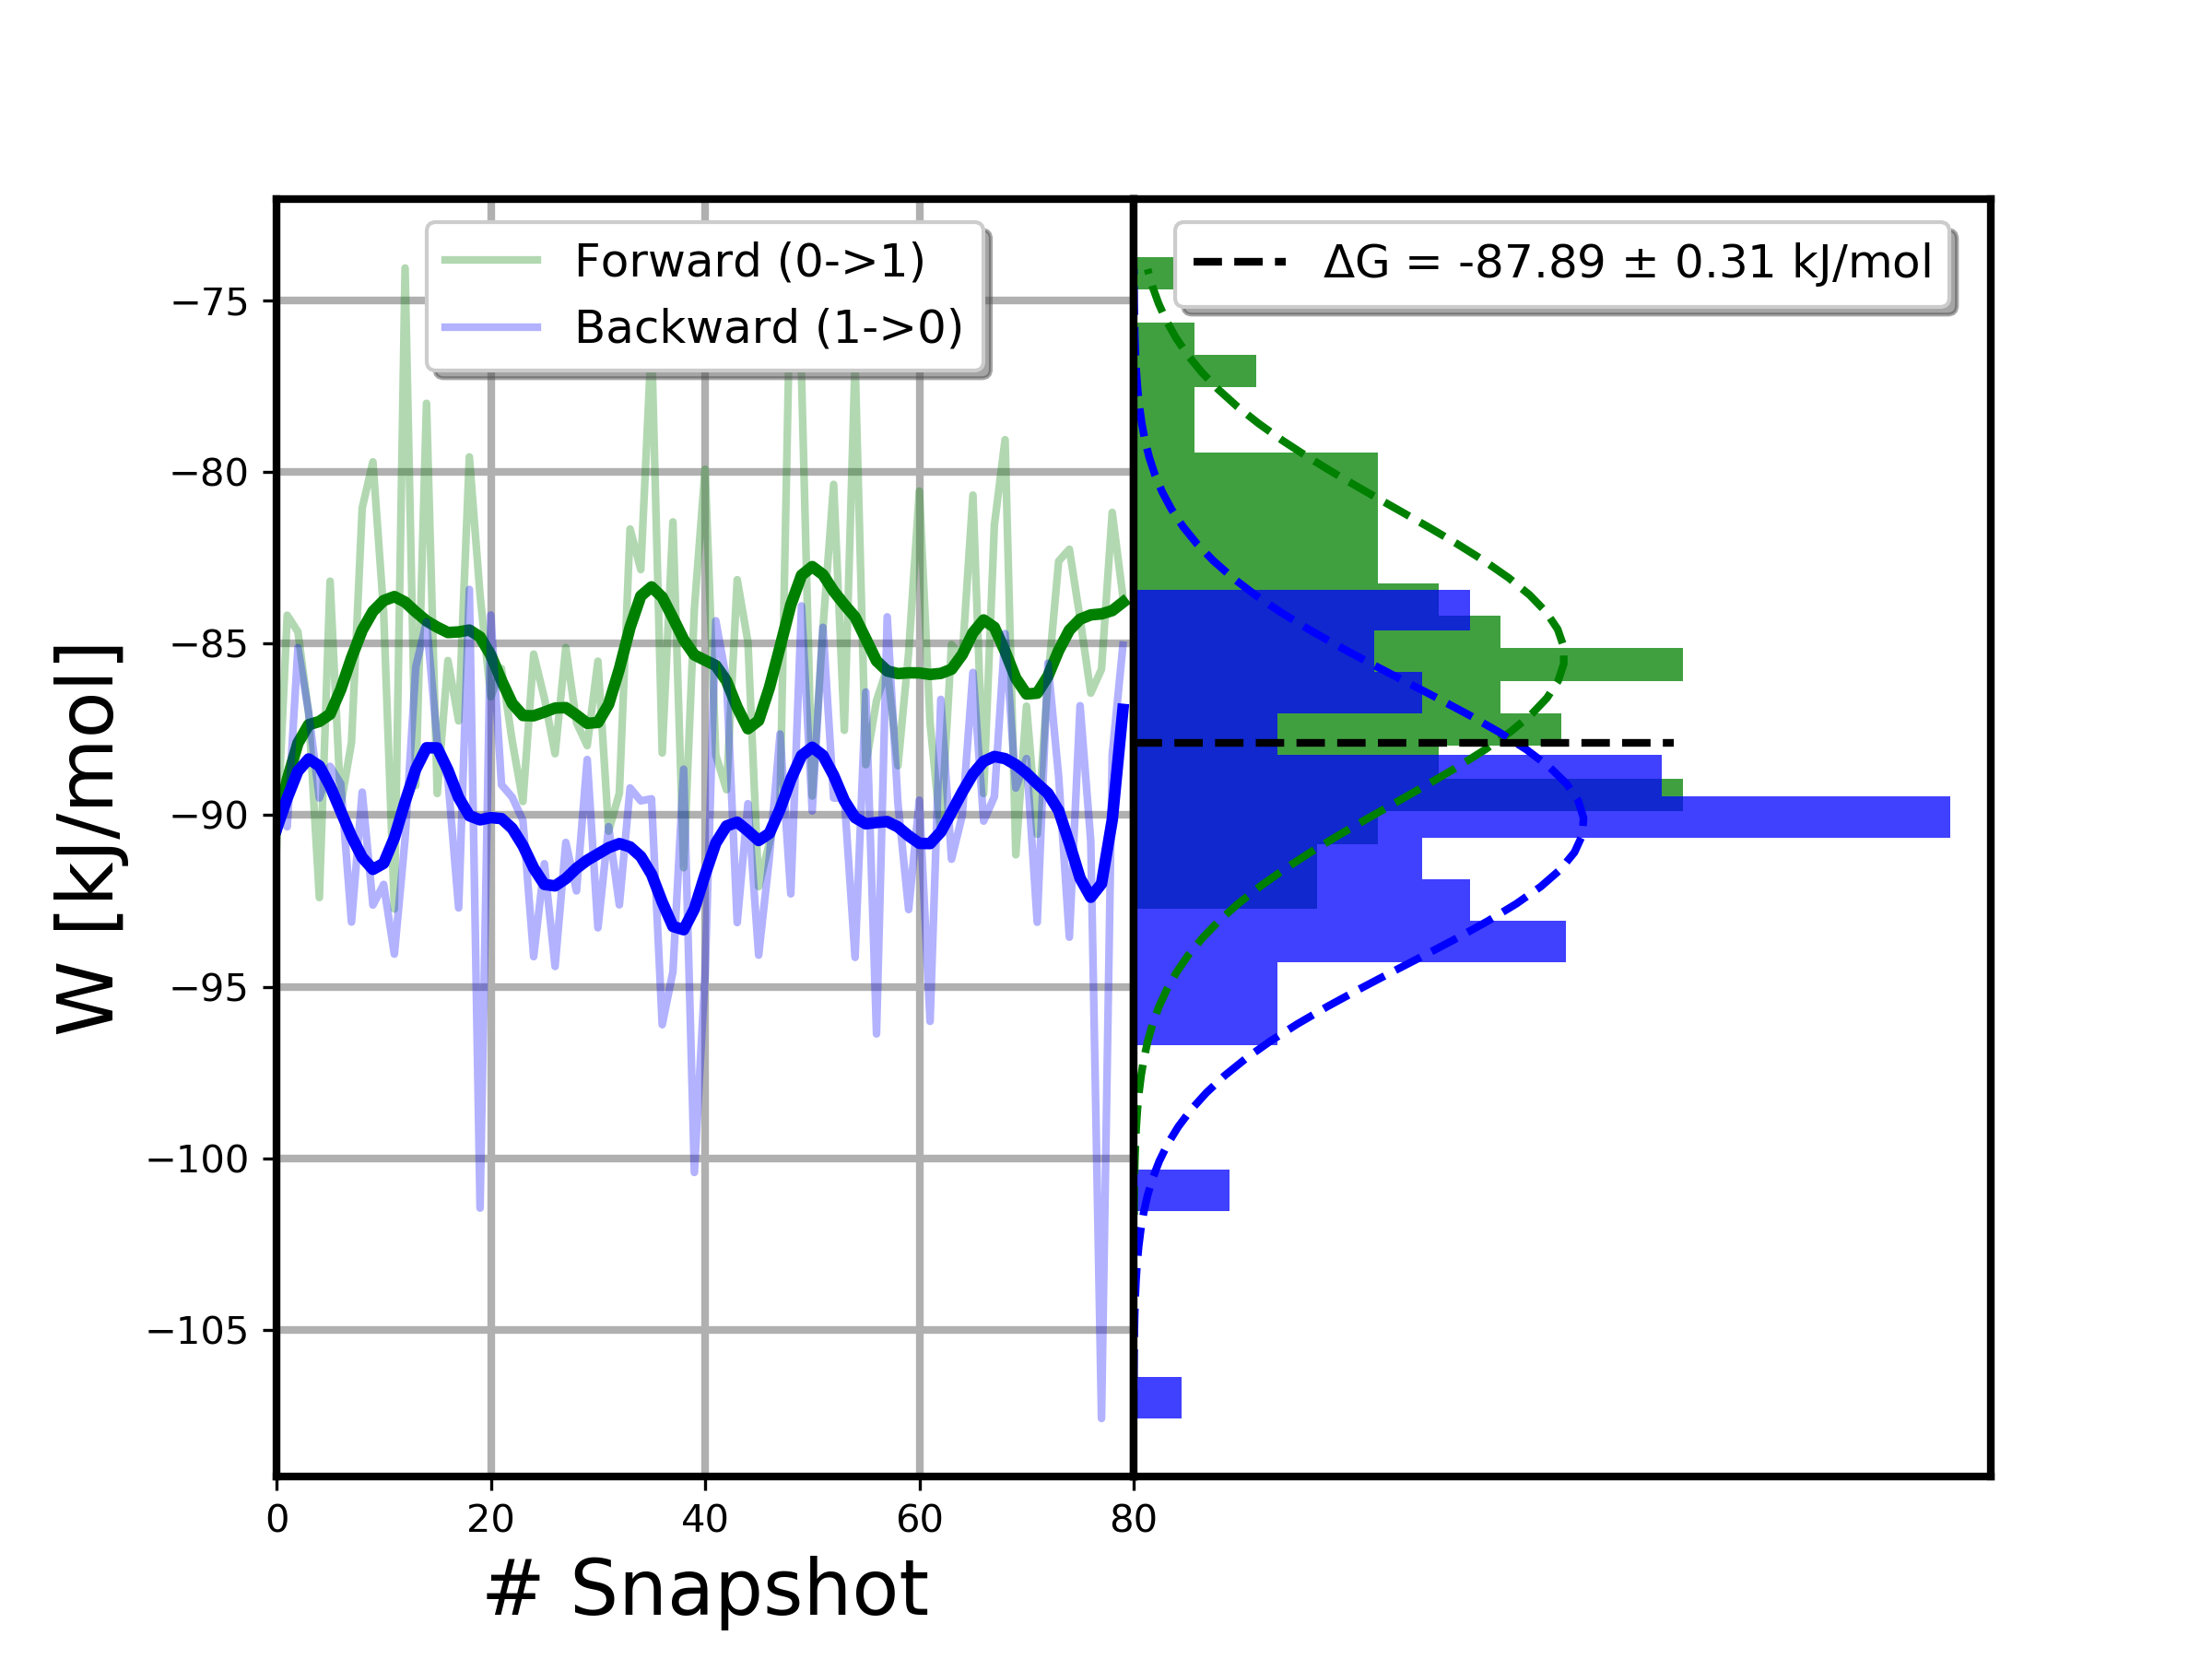 Forward (0->1)
Backward (1->0)
ΔG = -87.89 ± 0.31 kJ/mol
−75
−80
−85
−90
−95
−100
−105
W [kJ/mol]
0 20 40 60 80
# Snapshot